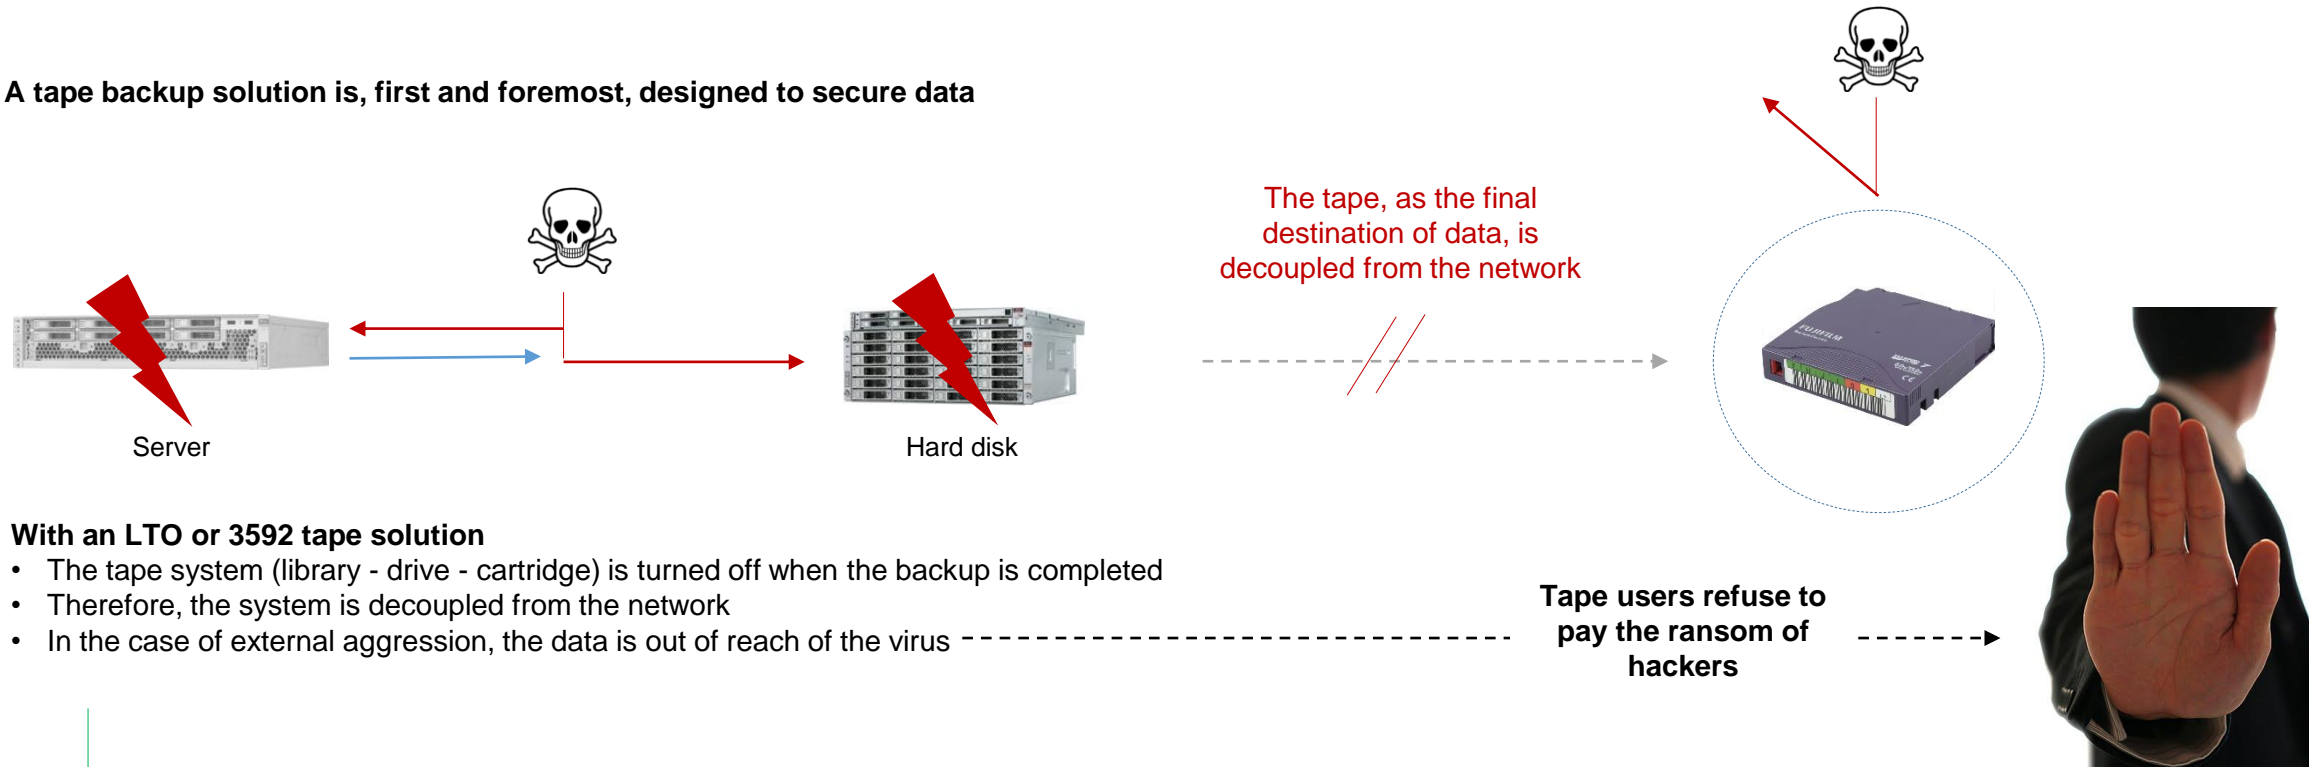 A tape backup solution is, first and foremost, designed to secure data
The tape, as the final
destination of data, is
decoupled from the network
FUJIFILM
Server
Hard disk
With an LTO or 3592 tape solution
• The tape system (library - drive - cartridge) is turned off when the backup is completed
• Therefore, the system is decoupled from the network
• In the case of external aggression, the data is out of reach of the virus
Tape users refuse to
pay the ransom of
hackers